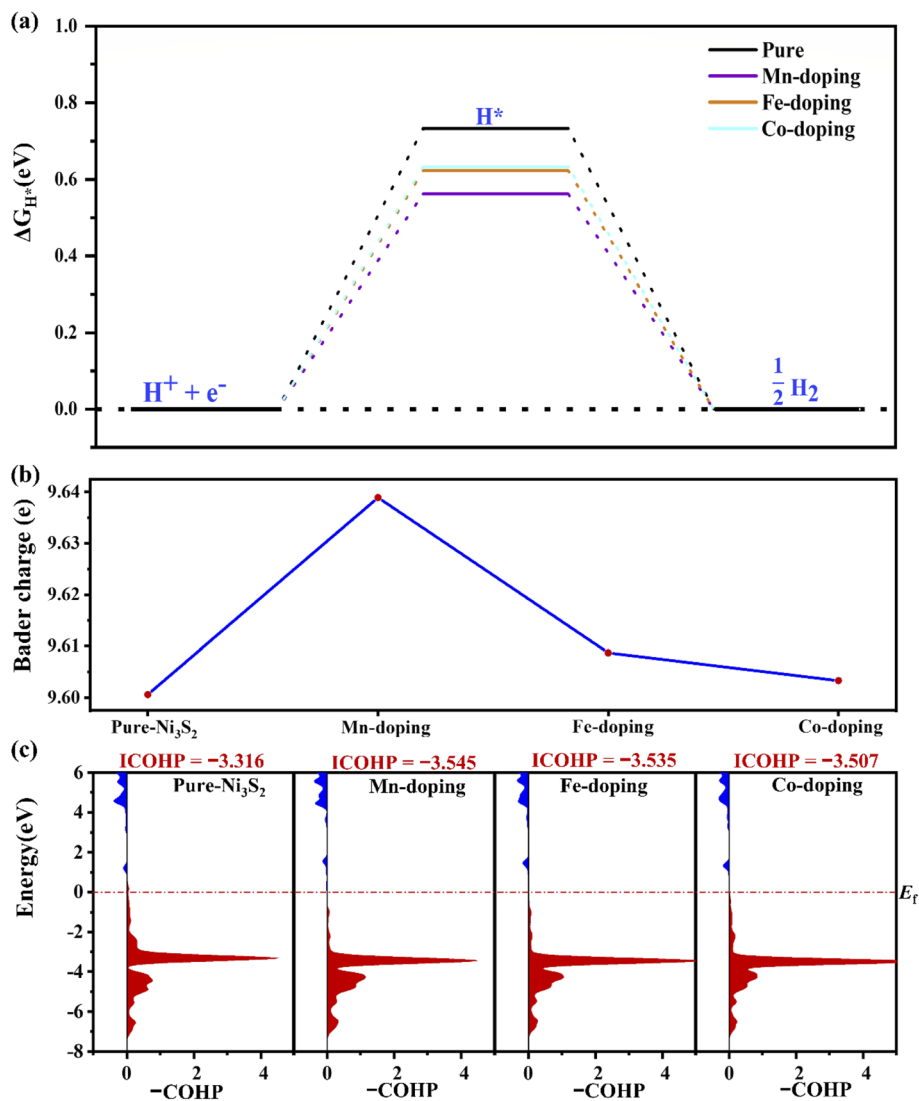 (a)
1.0
0.8
0.6
0.4
0.2
0.0
ΔG_H*(eV)
Pure
Mn-doping
Fe-doping
Co-doping
H*
H⁺ + e⁻
1/2 H₂
(b)
9.64
9.63
9.62
9.61
9.60
Bader charge (e)
Pure-Ni₃S₂ Mn-doping Fe-doping Co-doping
(c)
ICOHP = −3.316 ICOHP = −3.545 ICOHP = −3.535 ICOHP = −3.507
Pure-Ni₃S₂ Mn-doping Fe-doping Co-doping
6
4
2
0
-2
-4
-6
-8
Energy(eV)
E_f
0 2 4 0 2 4 0 2 4 0 2 4
−COHP −COHP −COHP −COHP